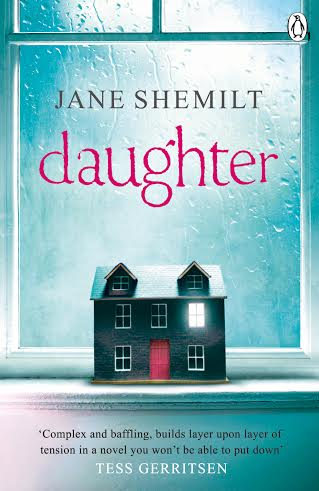 JANE SHEMILT
daughter
‘Complex and baffling, builds layer upon layer of
tension in a novel you won’t be able to put down’
TESS GERRITSEN